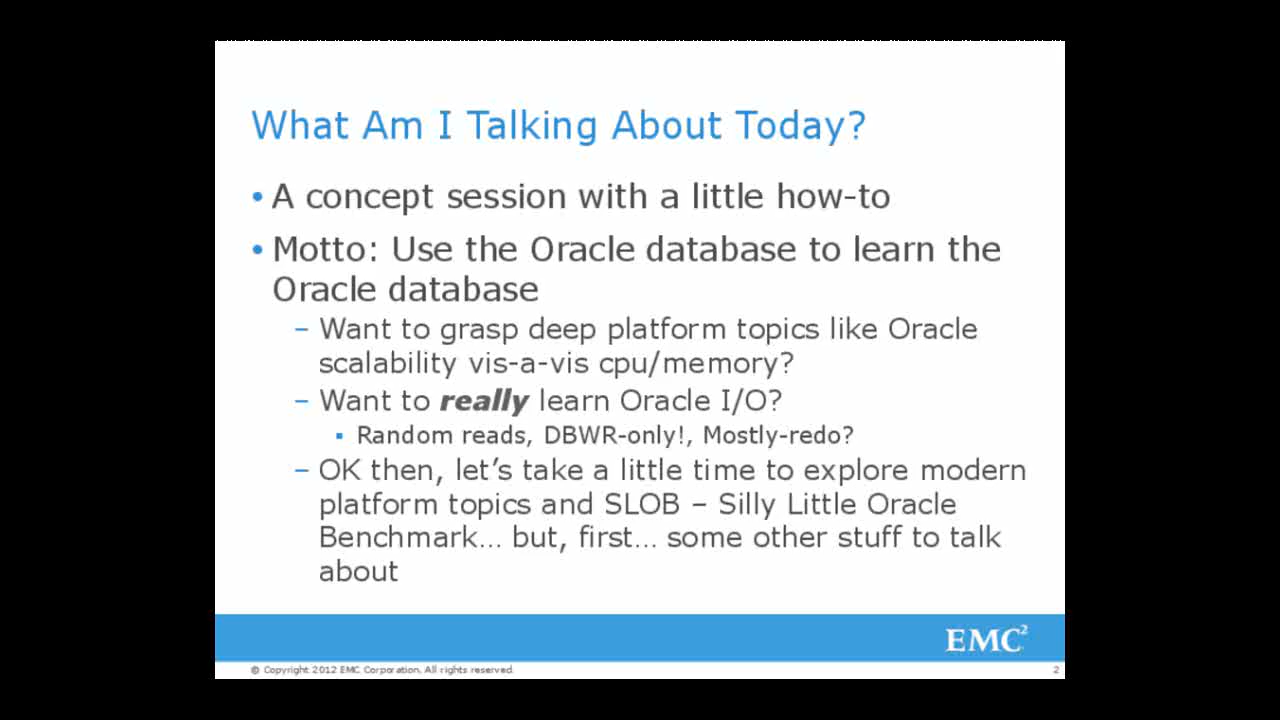 What Am I Talking About Today?
• A concept session with a little how-to
• Motto: Use the Oracle database to learn the
Oracle database
– Want to grasp deep platform topics like Oracle
scalability vis-a-vis cpu/memory?
– Want to really learn Oracle I/O?
▪ Random reads, DBWR-only!, Mostly-redo?
– OK then, let’s take a little time to explore modern
platform topics and SLOB – Silly Little Oracle
Benchmark… but, first… some other stuff to talk
about
EMC²
© Copyright 2012 EMC Corporation. All rights reserved.
2